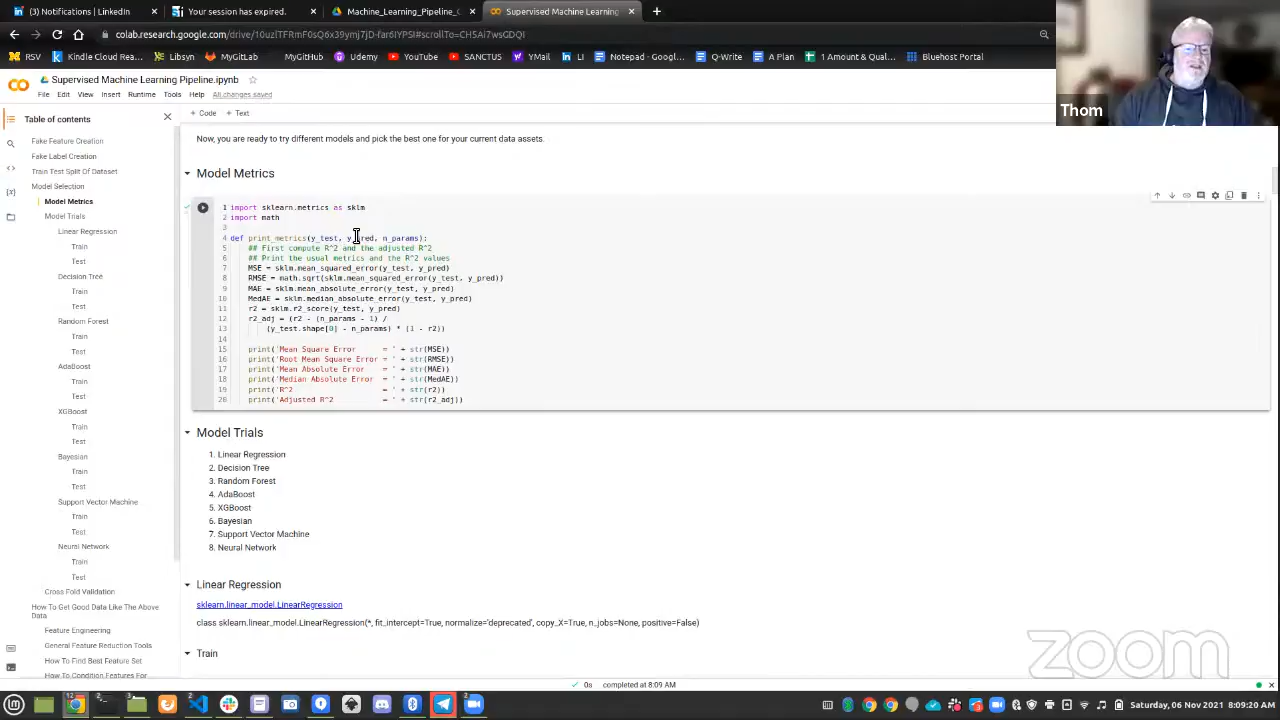 (3) Notifications | LinkedIn
Your session has expired.
Machine_Learning_Pipeline_C
Supervised Machine Learning
colab.research.google.com/drive/
RSV
Kindle Cloud Rea...
Libsyn
MyGitLab
MyGitHub
Udemy
YouTube
SANCTUS
YMail
LI
Notepad - Googl...
Q-Write
A Plan
1 Amount & Qual...
Bluehost Portal
Thom
Supervised Machine Learning Pipeline.ipynb
File Edit View Insert Runtime Tools Help All changes saved
Table of contents
Fake Feature Creation
Fake Label Creation
Train Test Split Of Dataset
Model Selection
Model Metrics
Model Trials
Linear Regression
Train
Test
Decision Tree
Train
Test
Random Forest
Train
Test
AdaBoost
Train
Test
XGBoost
Train
Test
Bayesian
Train
Test
Support Vector Machine
Train
Test
Neural Network
Train
Test
Cross Fold Validation
How To Get Good Data Like The Above
Data
Feature Engineering
General Feature Reduction Tools
How To Find Best Feature Set
How To Condition Features For
+ Code + Text
Now, you are ready to try different models and pick the best one for your current data assets.
Model Metrics
1 import sklearn.metrics as sklm
2 import math
3
4 def print_metrics(y_test, y_pred, n_params):
5 ## First compute R^2 and the adjusted R^2
6 ## Print the usual metrics and the R^2 values
7 MSE = sklm.mean_squared_error(y_test, y_pred)
8 RMSE = math.sqrt(sklm.mean_squared_error(y_test, y_pred))
9 MAE = sklm.mean_absolute_error(y_test, y_pred)
10 MedAE = sklm.median_absolute_error(y_test, y_pred)
11 r2 = sklm.r2_score(y_test, y_pred)
12 r2_adj = (r2 - (n_params - 1) /
13 (y_test.shape[0] - n_params) * (1 - r2))
14
15 print('Mean Square Error = ' + str(MSE))
16 print('Root Mean Square Error = ' + str(RMSE))
17 print('Mean Absolute Error = ' + str(MAE))
18 print('Median Absolute Error = ' + str(MedAE))
19 print('R^2 = ' + str(r2))
20 print('Adjusted R^2 = ' + str(r2_adj))
Model Trials
1. Linear Regression
2. Decision Tree
3. Random Forest
4. AdaBoost
5. XGBoost
6. Bayesian
7. Support Vector Machine
8. Neural Network
Linear Regression
sklearn.linear_model.LinearRegression
class sklearn.linear_model.LinearRegression(*, fit_intercept=True, normalize='deprecated', copy_X=True, n_jobs=None, positive=False)
Train
zoom
0s completed at 8:09 AM
Saturday, 06 Nov 2021, 8:09:20 AM